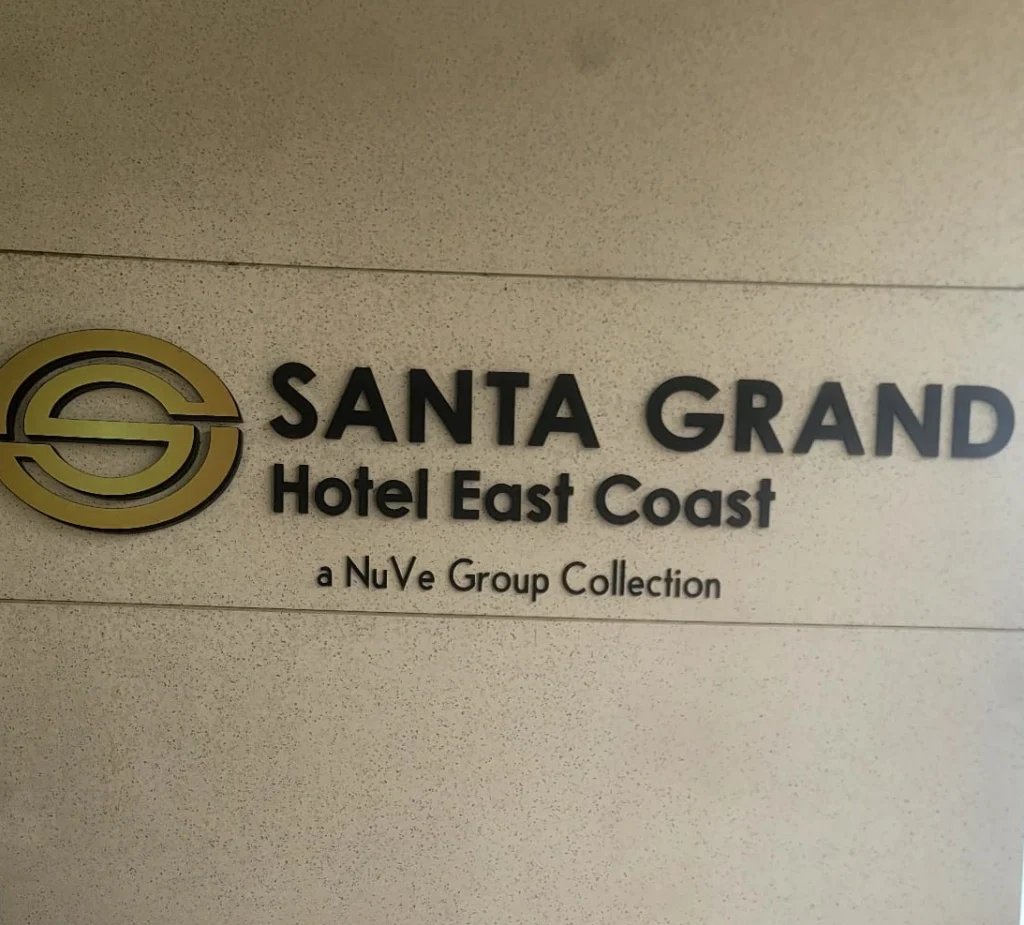 SANTA GRAND
Hotel East Coast
a NuVe Group Collection